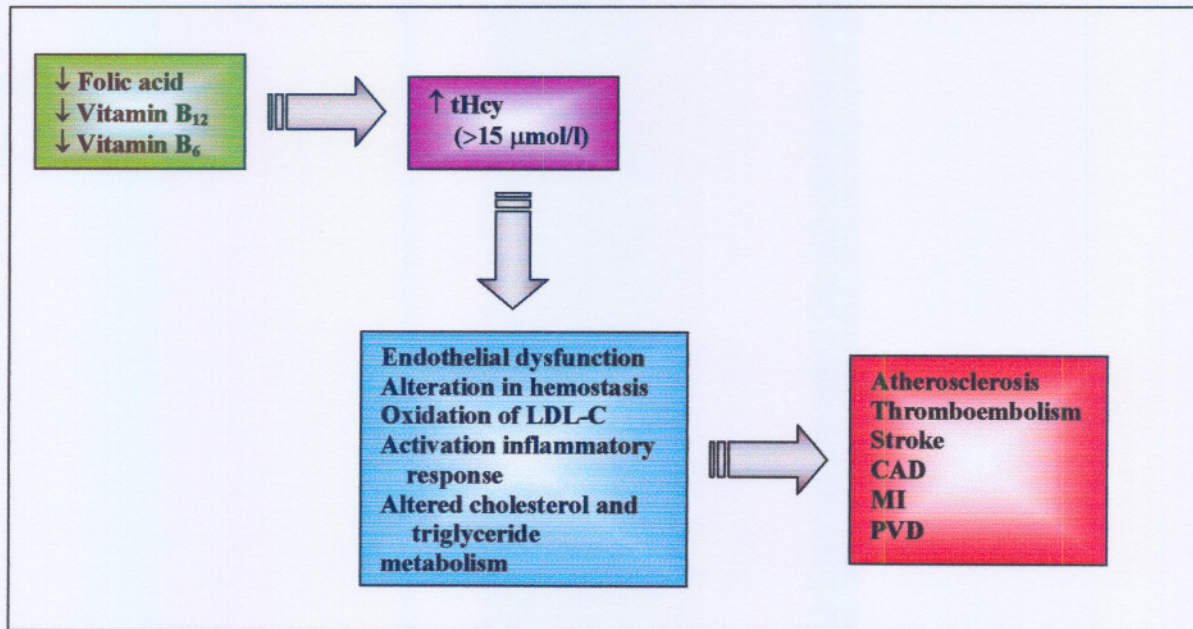 ↓ Folic acid
↓ Vitamin B₁₂
↓ Vitamin B₆
↑ tHcy
(>15 μmol/l)
Endothelial dysfunction
Alteration in hemostasis
Oxidation of LDL-C
Activation inflammatory
response
Altered cholesterol and
triglyceride
metabolism
Atherosclerosis
Thromboembolism
Stroke
CAD
MI
PVD